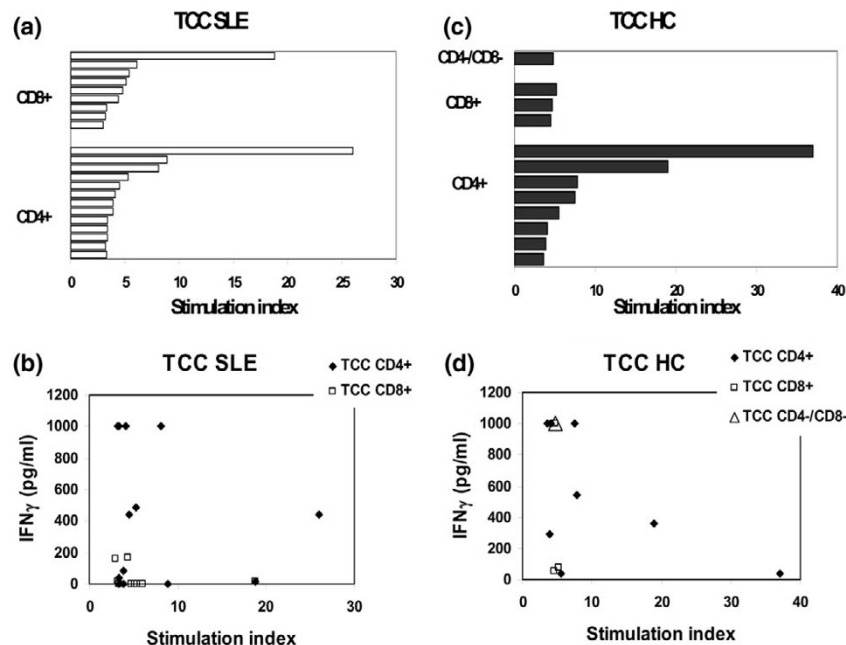 (a)
TCC SLE
CD8+
CD4+
0 5 10 15 20 25 30
Stimulation index
(c)
TCC HC
CD4-/CD8-
CD8+
CD4+
0 10 20 30 40
Stimulation index
(b)
TCC SLE
TCC CD4+
TCC CD8+
IFNγ (pg/ml)
1200
1000
800
600
400
200
0
0 10 20 30
Stimulation index
(d)
TCC HC
TCC CD4+
TCC CD8+
TCC CD4-/CD8-
IFNγ (pg/ml)
1200
1000
800
600
400
200
0
0 10 20 30 40
Stimulation index